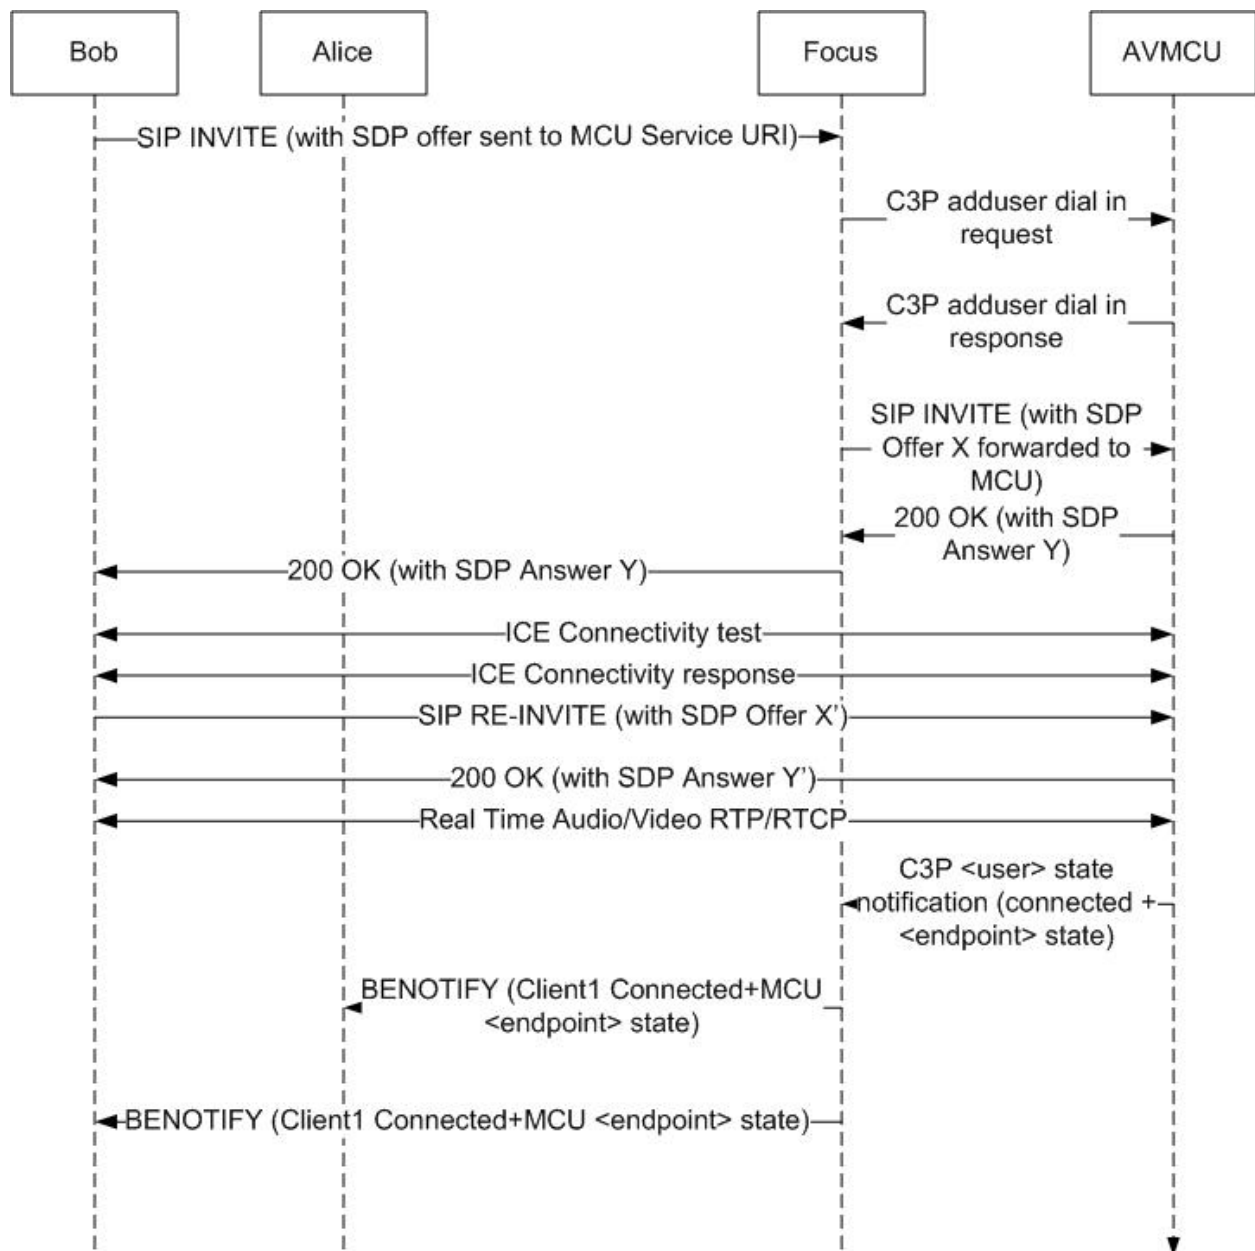 Bob
Alice
Focus
AVMCU
SIP INVITE (with SDP offer sent to MCU Service URI)
C3P adduser dial in
request
C3P adduser dial in
response
SIP INVITE (with SDP
Offer X forwarded to
MCU)
200 OK (with SDP
Answer Y)
200 OK (with SDP Answer Y)
ICE Connectivity test
ICE Connectivity response
SIP RE-INVITE (with SDP Offer X’)
200 OK (with SDP Answer Y’)
Real Time Audio/Video RTP/RTCP
C3P <user> state
notification (connected +
<endpoint> state)
BENOTIFY (Client1 Connected+MCU
<endpoint> state)
BENOTIFY (Client1 Connected+MCU <endpoint> state)